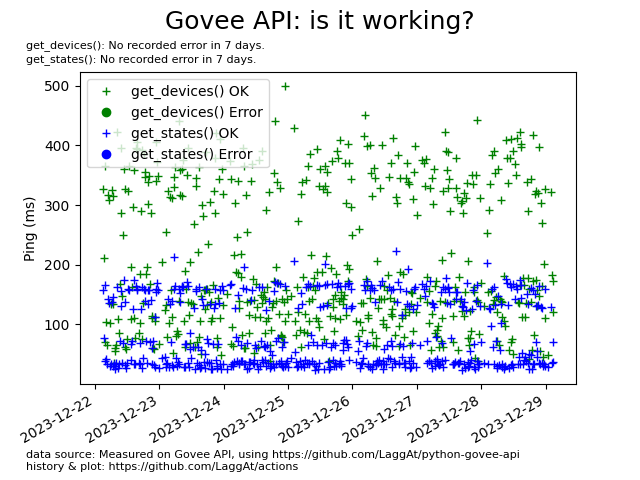 Govee API: is it working?
get_devices(): No recorded error in 7 days.
get_states(): No recorded error in 7 days.
get_devices() OK
get_devices() Error
get_states() OK
get_states() Error
500
400
300
200
100
Ping (ms)
2023-12-22
2023-12-23
2023-12-24
2023-12-25
2023-12-26
2023-12-27
2023-12-28
2023-12-29
data source: Measured on Govee API, using https://github.com/LaggAt/python-govee-api
history & plot: https://github.com/LaggAt/actions